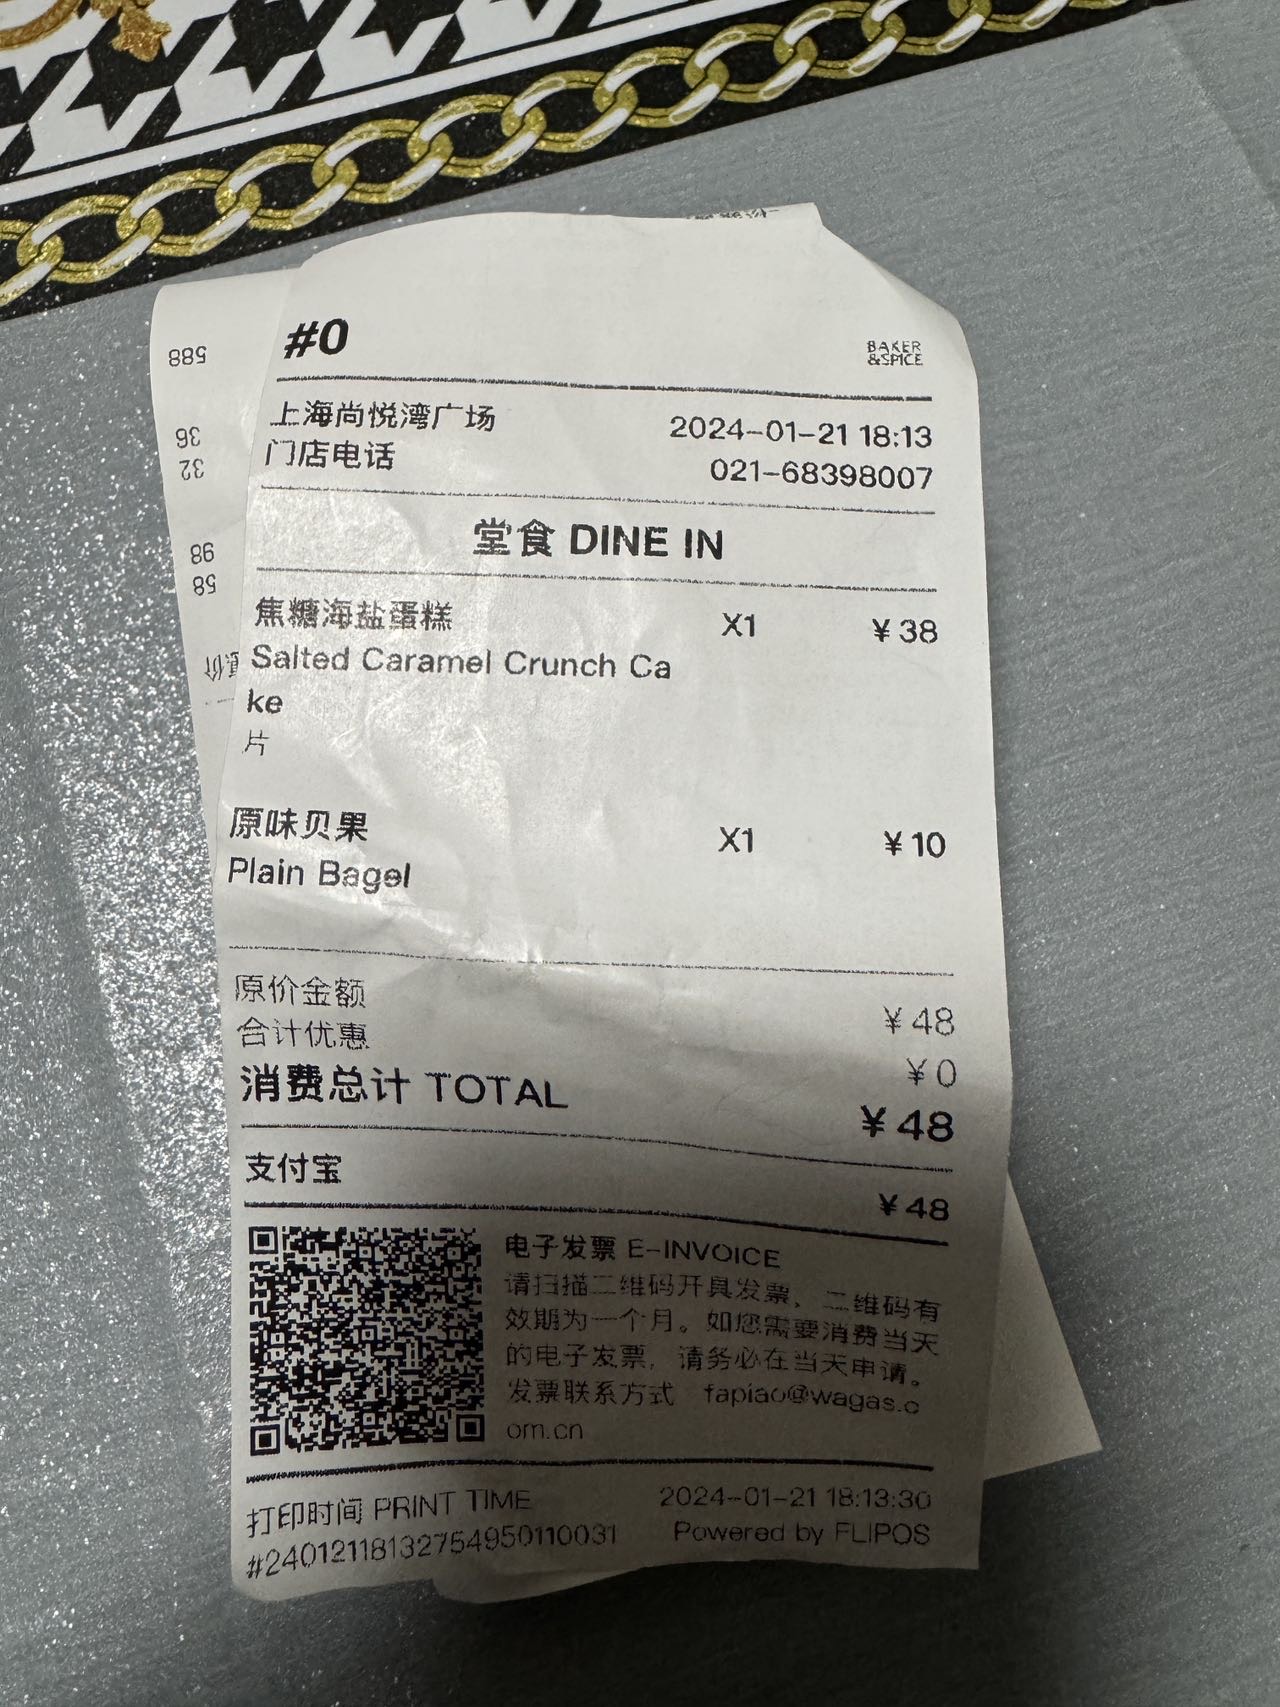 #0
BAKER
&SPICE
上海尚悦湾广场 2024-01-21 18:13
门店电话 021-68398007
堂食 DINE IN
焦糖海盐蛋糕 X1 ¥38
Salted Caramel Crunch Ca
ke
片
原味贝果 X1 ¥10
Plain Bagel
原价金额 ¥48
合计优惠 ¥0
消费总计 TOTAL ¥48
支付宝 ¥48
电子发票 E-INVOICE
请扫描二维码开具发票，二维码有
效期为一个月。如您需要消费当天
的电子发票，请务必在当天申请。
发票联系方式 fapiao@wagas.c
om.cn
打印时间 PRINT TIME 2024-01-21 18:13:30
#24012118132754950110031 Powered by FLIPOS
588
36
32
98
58